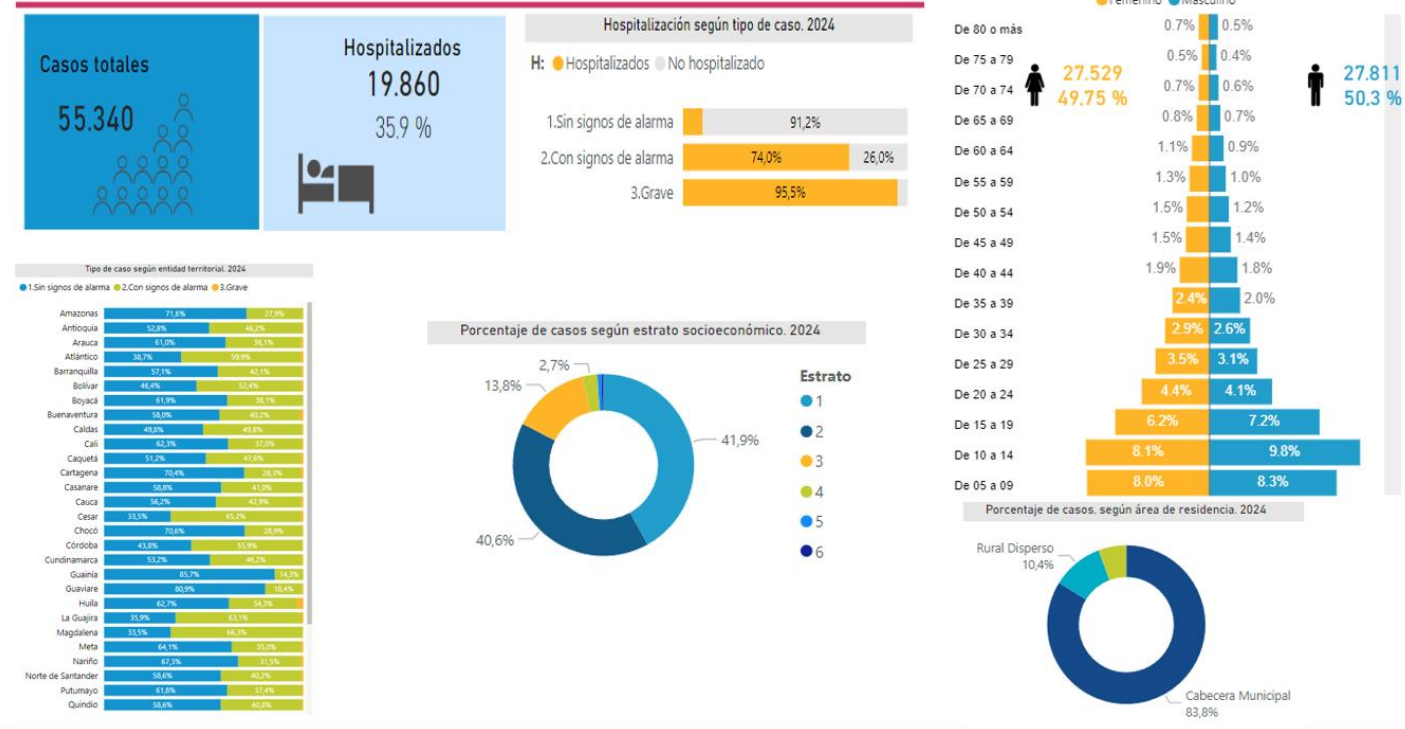 Casos totales
55.340
Hospitalizados
19.860
35,9 %
Hospitalización según tipo de caso. 2024
H: Hospitalizados No hospitalizado
1.Sin signos de alarma 91,2%
2.Con signos de alarma 74,0% 26,0%
3.Grave 95,5%
Femenino Masculino
De 80 o más 0.7% 0.5%
De 75 a 79 0.5% 0.4%
27.529
49,75 %
27.811
50,3 %
De 70 a 74 0.7% 0.6%
De 65 a 69 0.8% 0.7%
De 60 a 64 1.1% 0.9%
De 55 a 59 1.3% 1.0%
De 50 a 54 1.5% 1.2%
De 45 a 49 1.5% 1.4%
De 40 a 44 1.9% 1.8%
De 35 a 39 2.4% 2.0%
De 30 a 34 2.9% 2.6%
De 25 a 29 3.5% 3.1%
De 20 a 24 4.4% 4.1%
De 15 a 19 6.2% 7.2%
De 10 a 14 8.1% 9.8%
De 05 a 09 8.0% 8.3%
Tipo de caso según entidad territorial. 2024
1.Sin signos de alarma 2.Con signos de alarma 3.Grave
Amazonas 71,6% 27,9%
Antioquia 52,8% 46,2%
Arauca 61,0% 38,1%
Atlántico 38,7% 59,9%
Barranquilla 57,1% 42,1%
Bolívar 46,4% 52,4%
Boyacá 61,9% 38,1%
Buenaventura 58,0% 40,2%
Caldas 49,8% 49,8%
Cali 62,3% 37,0%
Caquetá 51,2% 47,6%
Cartagena 70,4% 28,3%
Casanare 58,8% 41,0%
Cauca 56,2% 42,9%
Cesar 33,5% 65,2%
Chocó 70,6% 28,9%
Córdoba 43,8% 55,9%
Cundinamarca 53,2% 46,2%
Guainía 85,7% 14,3%
Guaviare 80,9% 18,4%
Huila 62,7% 34,3%
La Guajira 35,9% 63,1%
Magdalena 33,5% 66,3%
Meta 64,1% 35,0%
Nariño 67,3% 31,5%
Norte de Santander 58,6% 40,2%
Putumayo 61,8% 37,4%
Quindio 58,6% 40,8%
Porcentaje de casos según estrato socioeconómico. 2024
2,7%
13,8%
41,9%
40,6%
Estrato
1
2
3
4
5
6
Porcentaje de casos, según área de residencia. 2024
Rural Disperso
10,4%
Cabecera Municipal
83,8%